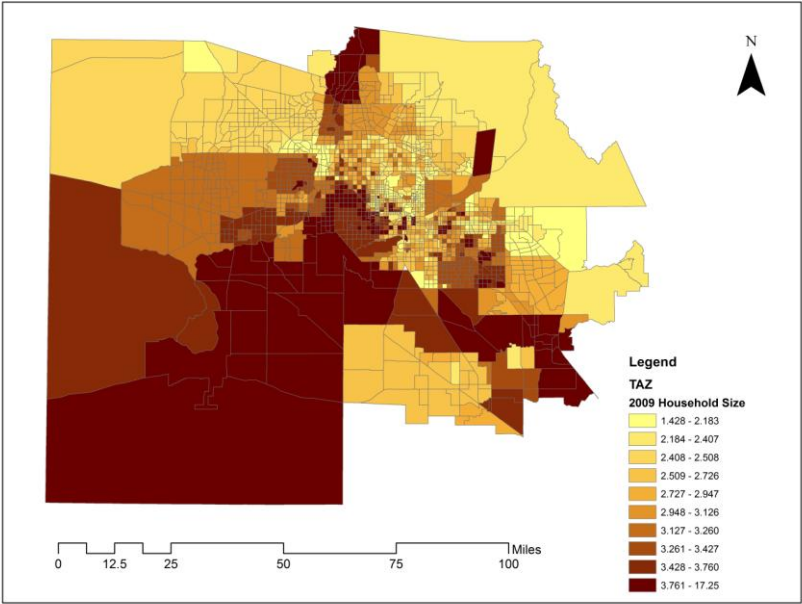 N
Legend
TAZ
2009 Household Size
1.428 - 2.183
2.184 - 2.407
2.408 - 2.508
2.509 - 2.726
2.727 - 2.947
2.948 - 3.126
3.127 - 3.260
3.261 - 3.427
3.428 - 3.760
3.761 - 17.25
Miles
0 12.5 25 50 75 100